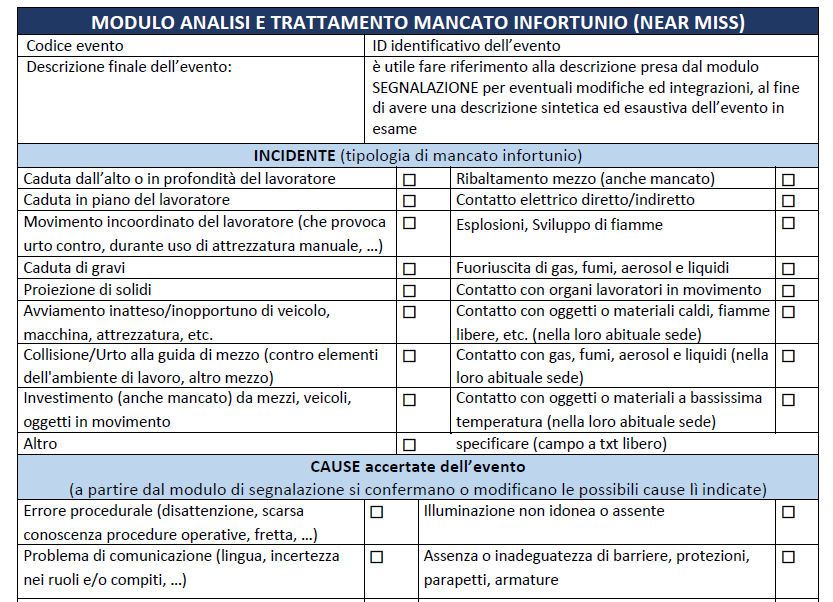 MODULO ANALISI E TRATTAMENTO MANCATO INFORTUNIO (NEAR MISS)
Codice evento
ID identificativo dell'evento
Descrizione finale dell'evento:
è utile fare riferimento alla descrizione presa dal modulo
SEGNALAZIONE per eventuali modifiche ed integrazioni, al fine
di avere una descrizione sintetica ed esaustiva dell'evento in
esame
INCIDENTE (tipologia di mancato infortunio)
Caduta dall'alto o in profondità del lavoratore ☐
Ribaltamento mezzo (anche mancato) ☐
Caduta in piano del lavoratore ☐
Contatto elettrico diretto/indiretto ☐
Movimento incoordinato del lavoratore (che provoca ☐
urto contro, durante uso di attrezzatura manuale, …)
Esplosioni, Sviluppo di fiamme ☐
Caduta di gravi ☐
Fuoriuscita di gas, fumi, aerosol e liquidi ☐
Proiezione di solidi ☐
Contatto con organi lavoratori in movimento ☐
Avviamento inatteso/inopportuno di veicolo, ☐
macchina, attrezzatura, etc.
Contatto con oggetti o materiali caldi, fiamme ☐
libere, etc. (nella loro abituale sede)
Collisione/Urto alla guida di mezzo (contro elementi ☐
dell'ambiente di lavoro, altro mezzo)
Contatto con gas, fumi, aerosol e liquidi (nella ☐
loro abituale sede)
Investimento (anche mancato) da mezzi, veicoli, ☐
oggetti in movimento
Contatto con oggetti o materiali a bassissima ☐
temperatura (nella loro abituale sede)
Altro ☐
specificare (campo a txt libero)
CAUSE accertate dell'evento
(a partire dal modulo di segnalazione si confermano o modificano le possibili cause lì indicate)
Errore procedurale (disattenzione, scarsa ☐
conoscenza procedure operative, fretta, …)
Illuminazione non idonea o assente ☐
Problema di comunicazione (lingua, incertezza ☐
nei ruoli e/o compiti, …)
Assenza o inadeguatezza di barriere, protezioni, ☐
parapetti, armature